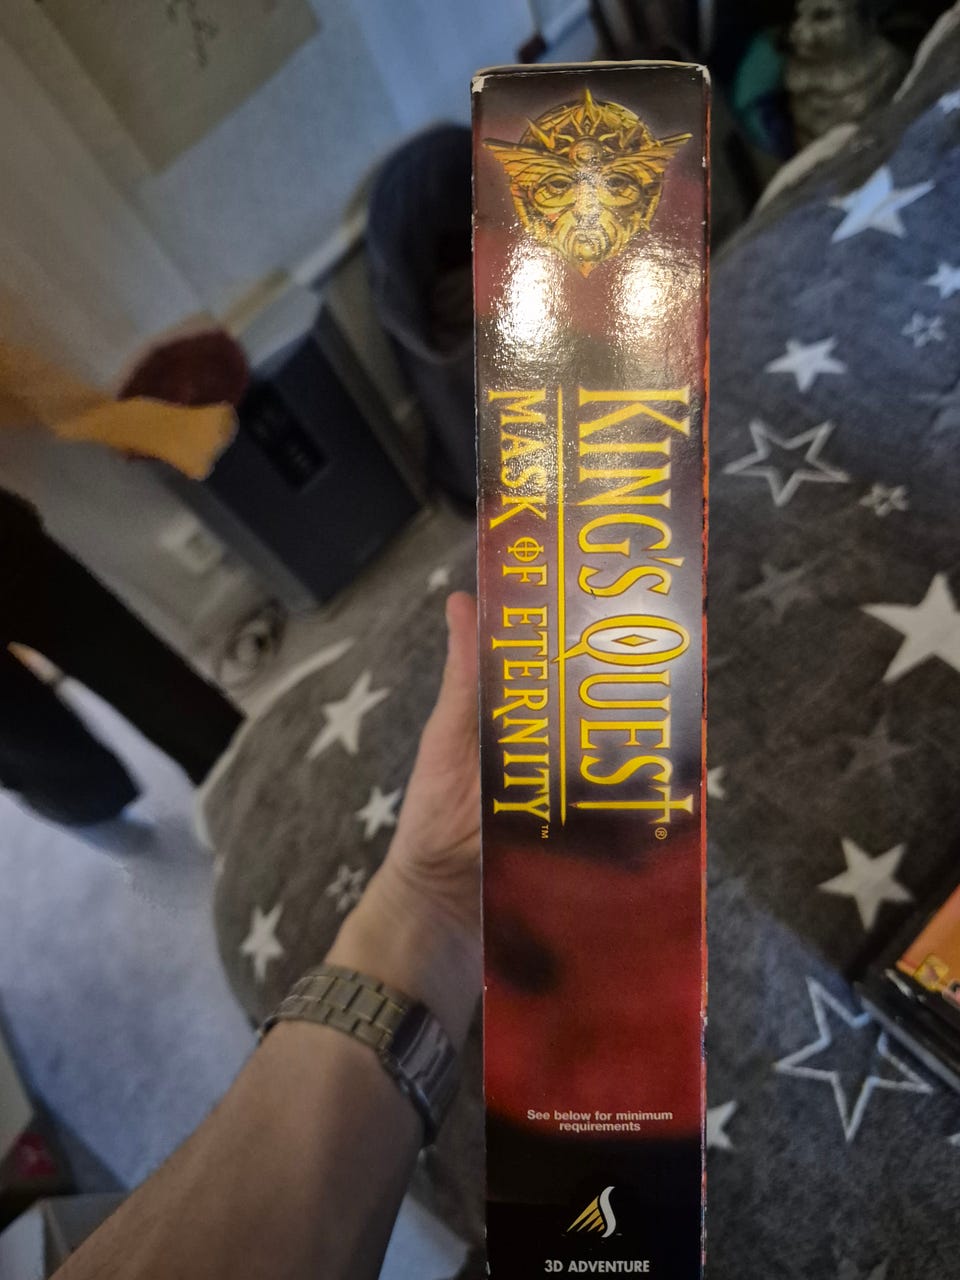 KING'S QUEST®
MASK OF ETERNITY™
See below for minimum
requirements
3D ADVENTURE